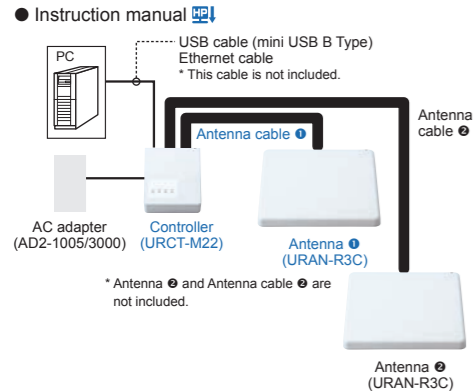 ● Instruction manual HP
USB cable (mini USB B Type)
Ethernet cable
* This cable is not included.
PC
Antenna cable ❶
Antenna
cable ❷
AC adapter
(AD2-1005/3000)
Controller
(URCT-M22)
Antenna ❶
(URAN-R3C)
* Antenna ❷ and Antenna cable ❷ are
not included.
Antenna ❷
(URAN-R3C)